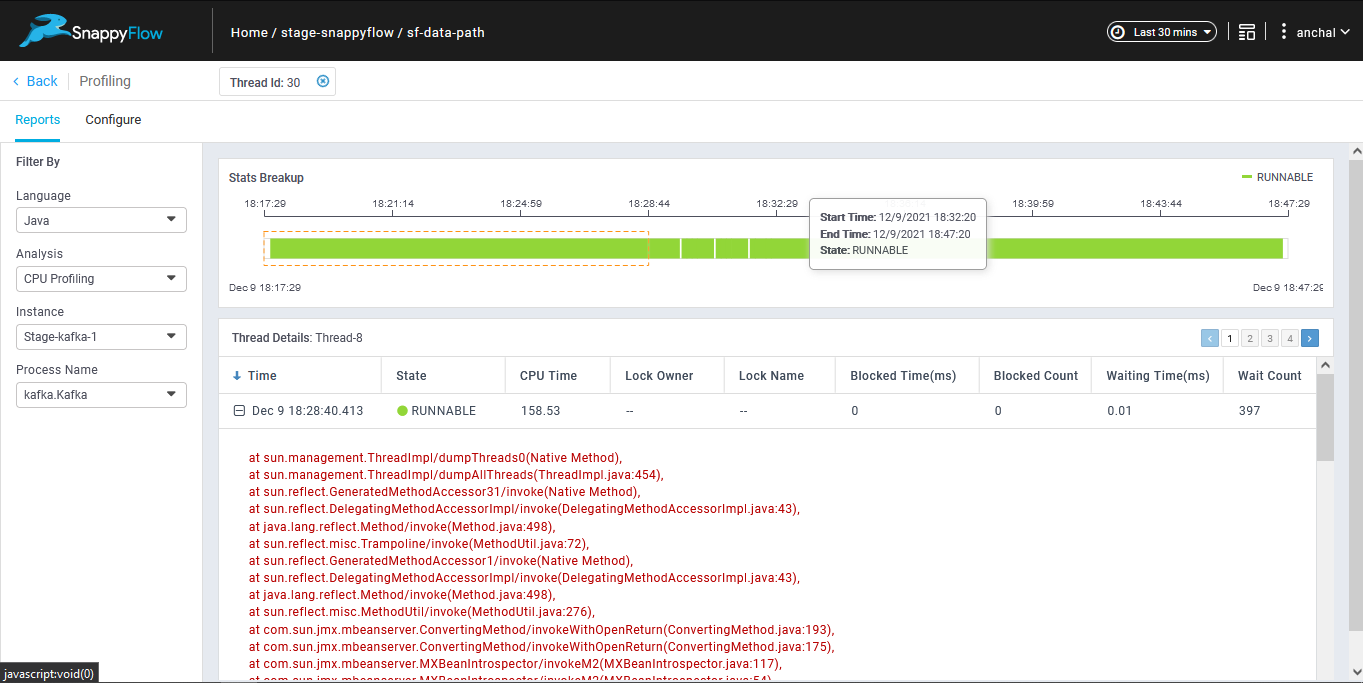 SnappyFlow
Home / stage-snappyflow / sf-data-path
Last 30 mins
anchal
Back
Profiling
Thread Id: 30
Reports
Configure
Filter By
Language
Java
Analysis
CPU Profiling
Instance
Stage-kafka-1
Process Name
kafka.Kafka
Stats Breakup
RUNNABLE
18:17:29 18:21:14 18:24:59 18:28:44 18:32:29 18:39:59 18:43:44 18:47:29
Start Time: 12/9/2021 18:32:20
End Time: 12/9/2021 18:47:20
State: RUNNABLE
Dec 9 18:17:29
Dec 9 18:47:29
Thread Details: Thread-8
‹ 1 2 3 4 ›
Time State CPU Time Lock Owner Lock Name Blocked Time(ms) Blocked Count Waiting Time(ms) Wait Count
Dec 9 18:28:40.413 RUNNABLE 158.53 -- -- 0 0 0.01 397
at sun.management.ThreadImpl/dumpThreads0(Native Method),
at sun.management.ThreadImpl/dumpAllThreads(ThreadImpl.java:454),
at sun.reflect.GeneratedMethodAccessor31/invoke(Native Method),
at sun.reflect.DelegatingMethodAccessorImpl/invoke(DelegatingMethodAccessorImpl.java:43),
at java.lang.reflect.Method/invoke(Method.java:498),
at sun.reflect.misc.Trampoline/invoke(MethodUtil.java:72),
at sun.reflect.GeneratedMethodAccessor1/invoke(Native Method),
at sun.reflect.DelegatingMethodAccessorImpl/invoke(DelegatingMethodAccessorImpl.java:43),
at java.lang.reflect.Method/invoke(Method.java:498),
at sun.reflect.misc.MethodUtil/invoke(MethodUtil.java:276),
at com.sun.jmx.mbeanserver.ConvertingMethod/invokeWithOpenReturn(ConvertingMethod.java:193),
at com.sun.jmx.mbeanserver.ConvertingMethod/invokeWithOpenReturn(ConvertingMethod.java:175),
at com.sun.jmx.mbeanserver.MXBeanIntrospector/invokeM2(MXBeanIntrospector.java:117),
at com.sun.jmx.mbeanserver.MXBeanIntrospector/invokeM2(MXBeanIntrospector.java:54),
javascript:void(0)